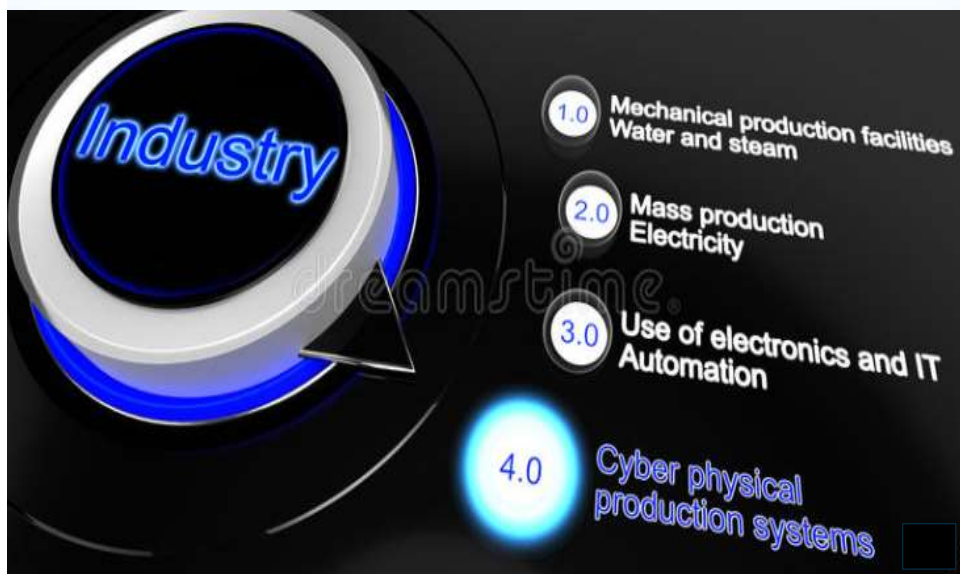 Industry
1.0
Mechanical production facilities
Water and steam
2.0
Mass production
Electricity
dreamstime.
3.0
Use of electronics and IT
Automation
4.0
Cyber physical
production systems